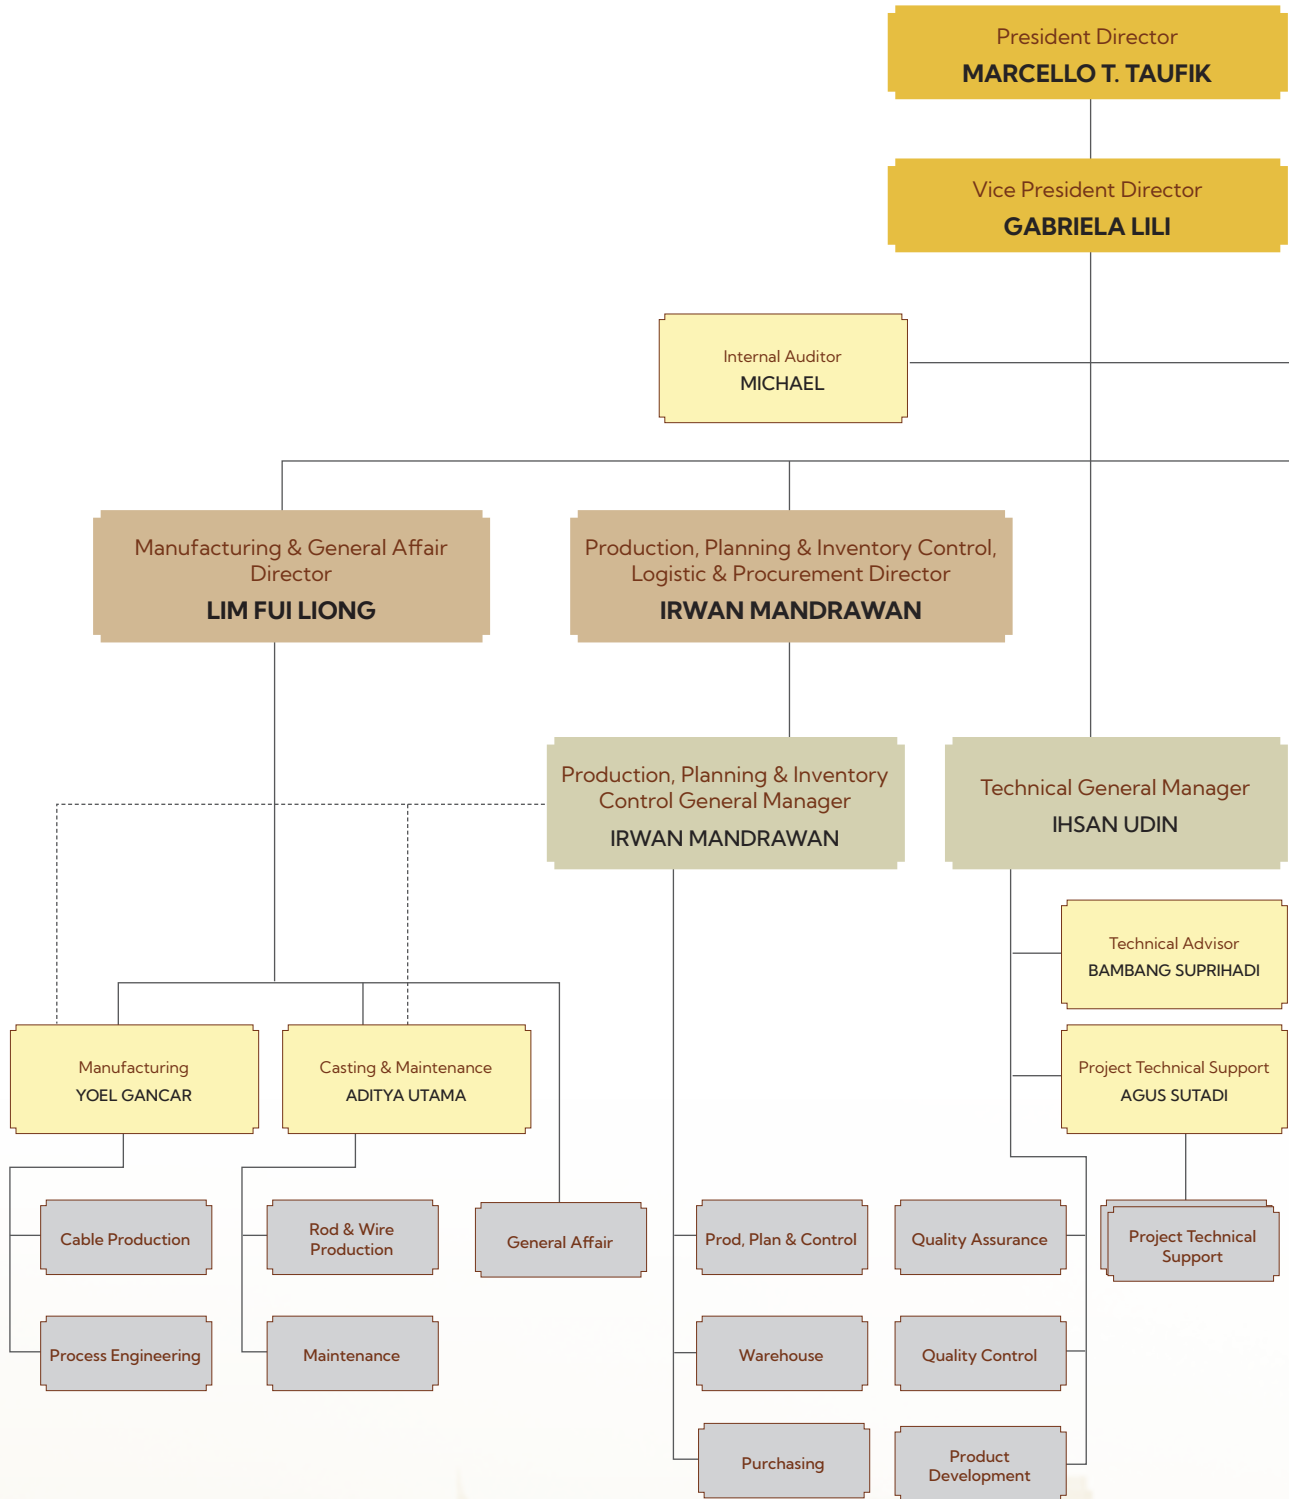 President Director
MARCELLO T. TAUFIK
Vice President Director
GABRIELA LILI
Internal Auditor
MICHAEL
Manufacturing & General Affair
Director
LIM FUI LIONG
Production, Planning & Inventory Control,
Logistic & Procurement Director
IRWAN MANDRAWAN
Production, Planning & Inventory
Control General Manager
IRWAN MANDRAWAN
Technical General Manager
IHSAN UDIN
Technical Advisor
BAMBANG SUPRIHADI
Manufacturing
YOEL GANCAR
Casting & Maintenance
ADITYA UTAMA
Project Technical Support
AGUS SUTADI
Cable Production
Rod & Wire
Production
General Affair
Prod, Plan & Control
Quality Assurance
Project Technical
Support
Process Engineering
Maintenance
Warehouse
Quality Control
Purchasing
Product
Development